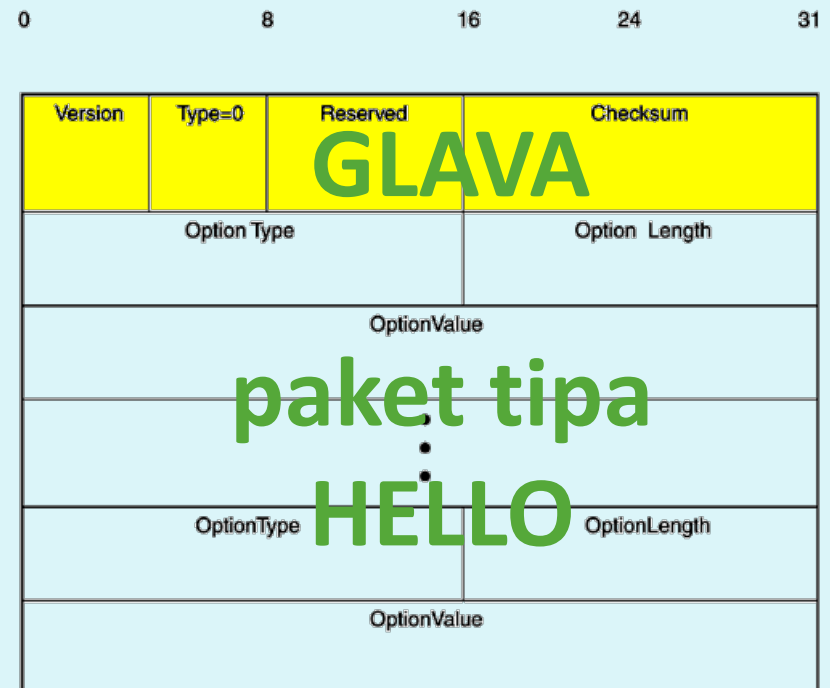 0 8 16 24 31
Version Type=0 Reserved Checksum
GLAVA
Option Type Option Length
OptionValue
paket tipa
HELLO
OptionType OptionLength
OptionValue